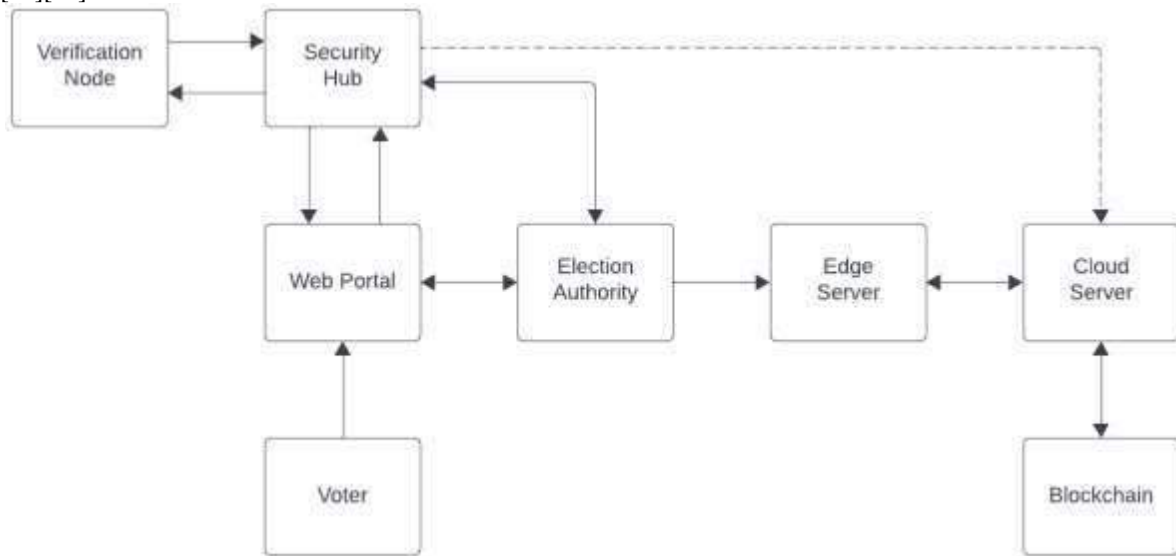 Verification
Node
Security
Hub
Web Portal
Election
Authority
Edge
Server
Cloud
Server
Voter
Blockchain